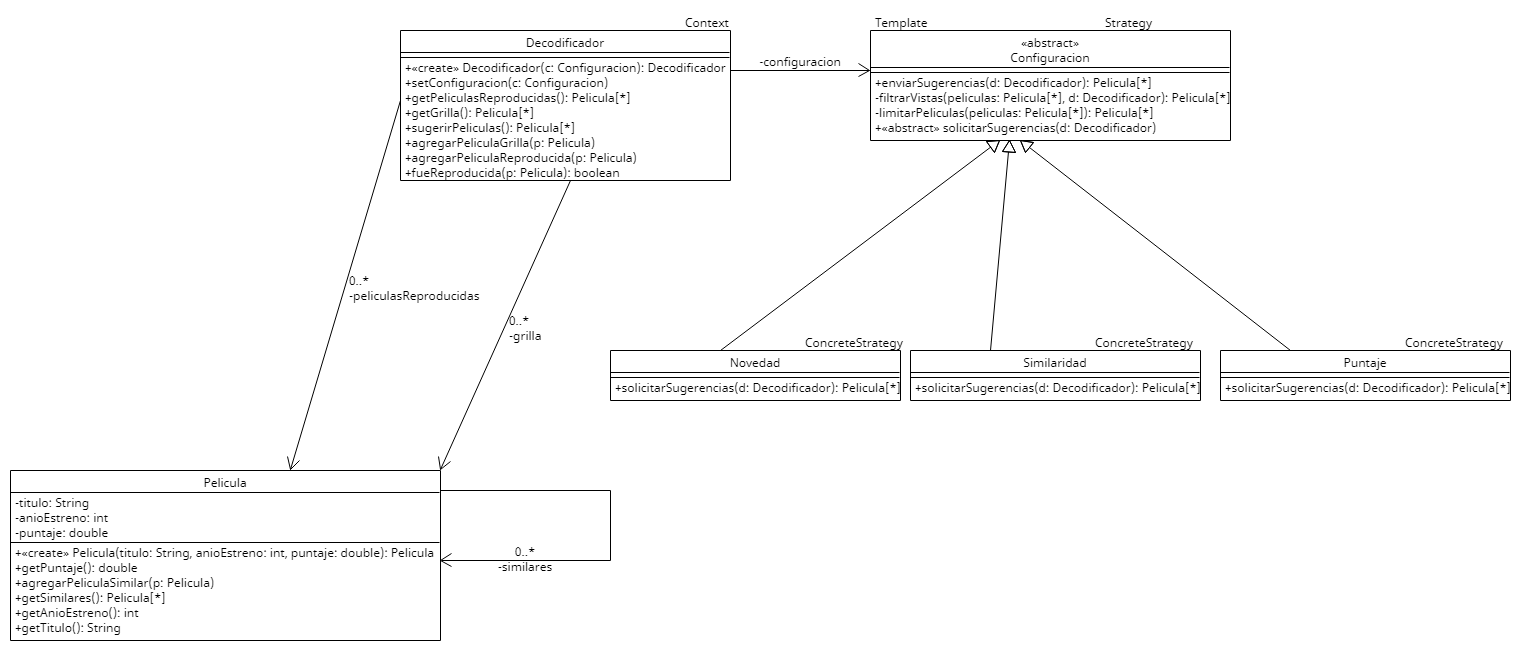 Context
Decodificador
+«create» Decodificador(c: Configuracion): Decodificador
+setConfiguracion(c: Configuracion)
+getPeliculasReproducidas(): Pelicula[*]
+getGrilla(): Pelicula[*]
+sugerirPeliculas(): Pelicula[*]
+agregarPeliculaGrilla(p: Pelicula)
+agregarPeliculaReproducida(p: Pelicula)
+fueReproducida(p: Pelicula): boolean
-configuracion
Template
Strategy
«abstract»
Configuracion
+enviarSugerencias(d: Decodificador): Pelicula[*]
-filtrarVistas(peliculas: Pelicula[*], d: Decodificador): Pelicula[*]
-limitarPeliculas(peliculas: Pelicula[*]): Pelicula[*]
+«abstract» solicitarSugerencias(d: Decodificador)
0..*
-peliculasReproducidas
0..*
-grilla
ConcreteStrategy
Novedad
+solicitarSugerencias(d: Decodificador): Pelicula[*]
ConcreteStrategy
Similaridad
+solicitarSugerencias(d: Decodificador): Pelicula[*]
ConcreteStrategy
Puntaje
+solicitarSugerencias(d: Decodificador): Pelicula[*]
Pelicula
-titulo: String
-anioEstreno: int
-puntaje: double
+«create» Pelicula(titulo: String, anioEstreno: int, puntaje: double): Pelicula
+getPuntaje(): double
+agregarPeliculaSimilar(p: Pelicula)
+getSimilares(): Pelicula[*]
+getAnioEstreno(): int
+getTitulo(): String
0..*
-similares